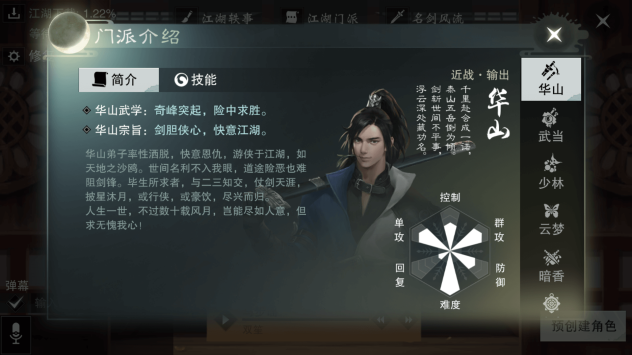 江湖
1.22%
江湖轶事
江湖门派
名剑风流
门派介绍
简介
技能
华山武学：奇峰突起，险中求胜。
华山宗旨：剑胆侠心，快意江湖。
华山弟子率性洒脱，快意恩仇，游侠于江湖，如
天地之沙鸥。世间名利不入我眼，道途险恶也难
阻剑锋。毕生所求者，与二三知交，仗剑天涯，
披星沐月，或行侠，或豪饮，尽兴而归。
人生一世，不过数十载风月，岂能尽如人意，但
求无愧我心！
近战·输出
华山
千里赴会成一诺，
泰山五岳倒为倾。
剑斩世间不平事，
浮云深处藏功名。
控制
单攻
群攻
回复
防御
难度
华山
武当
少林
云梦
暗香
弹幕
预创建角色